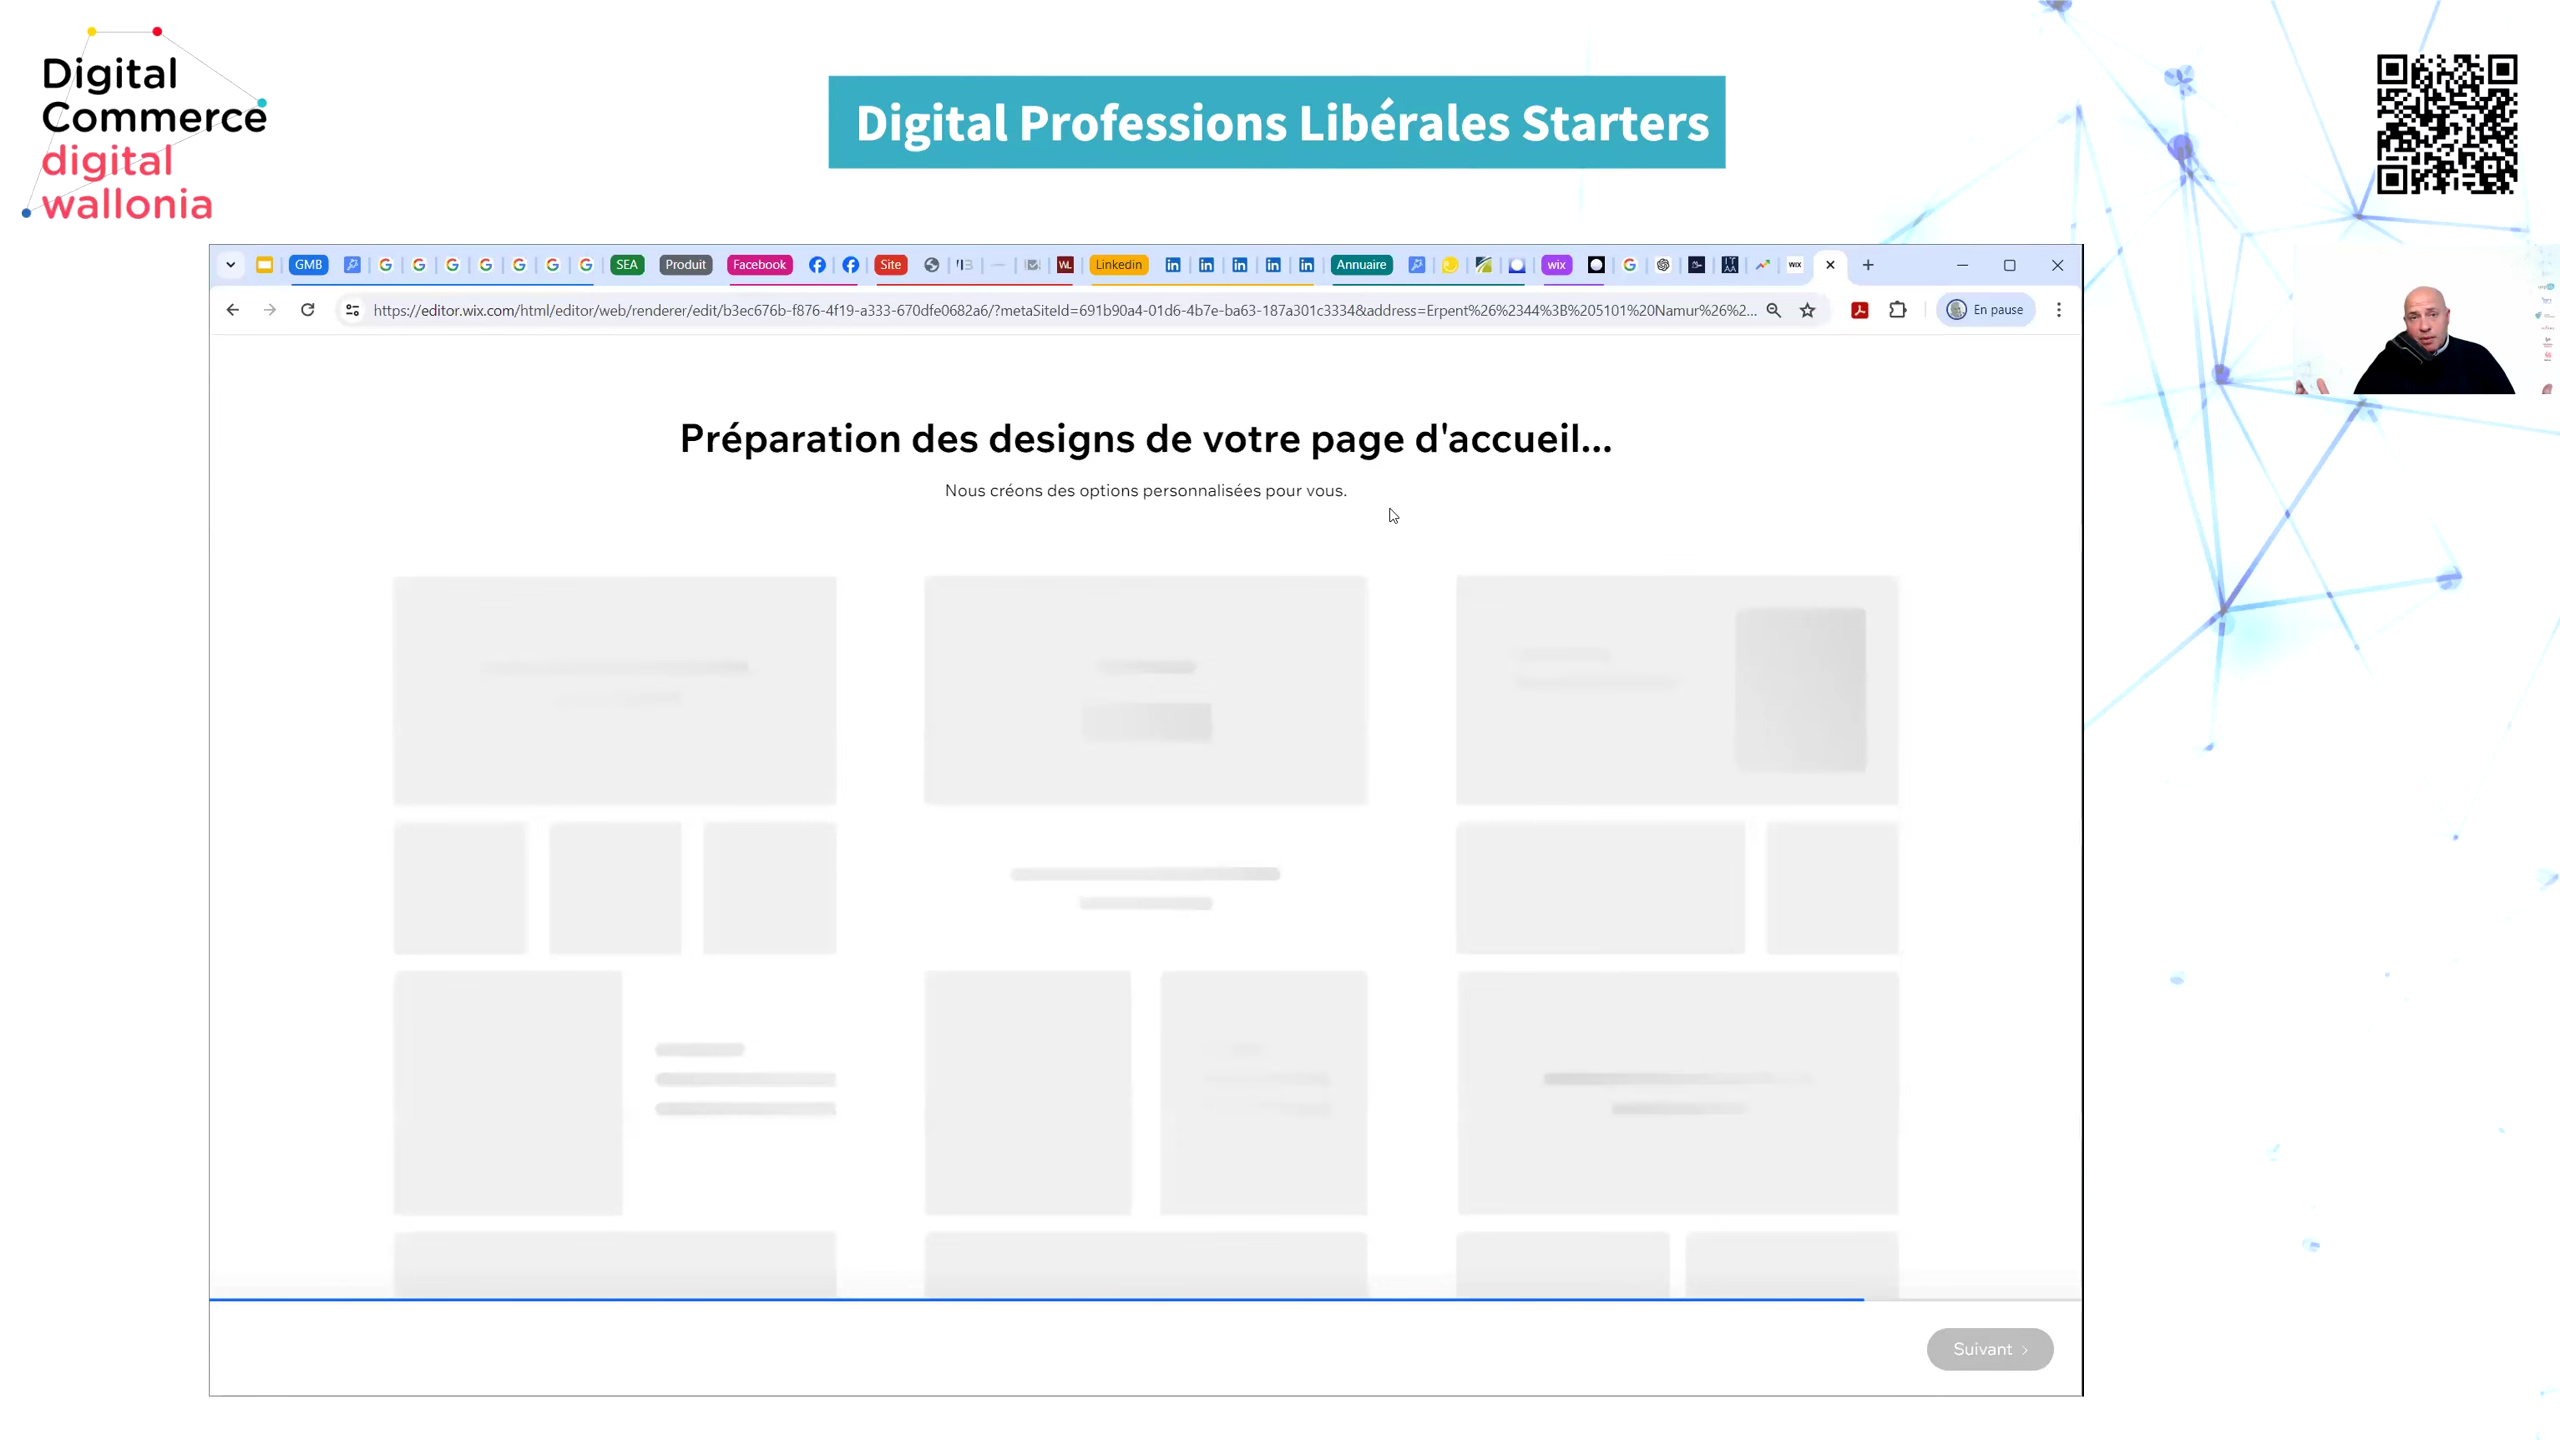 Digital
Commerce
digital
wallonia
Digital Professions Libérales Starters
GMB
SEA
Produit
Facebook
Site
WL
Linkedin
Annuaire
wix
WIX
https://editor.wix.com/html/editor/web/renderer/edit/b3ec676b-f876-4f19-a333-670dfe0682a6/?metaSiteId=691b90a4-01d6-4b7e-ba63-187a301c3334&address=Erpent%26%2344%3B%205101%20Namur%26%2...
En pause
Préparation des designs de votre page d'accueil...
Nous créons des options personnalisées pour vous.
Suivant